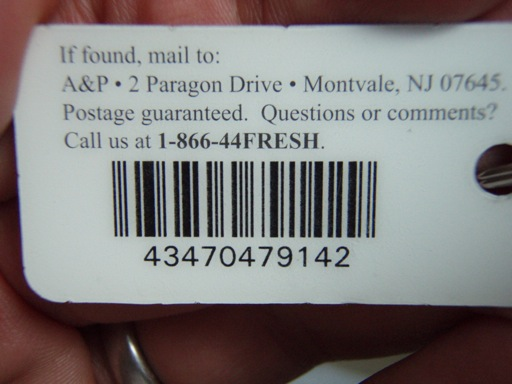 If found, mail to:
A&P • 2 Paragon Drive • Montvale, NJ 07645.
Postage guaranteed. Questions or comments?
Call us at 1-866-44FRESH.
43470479142